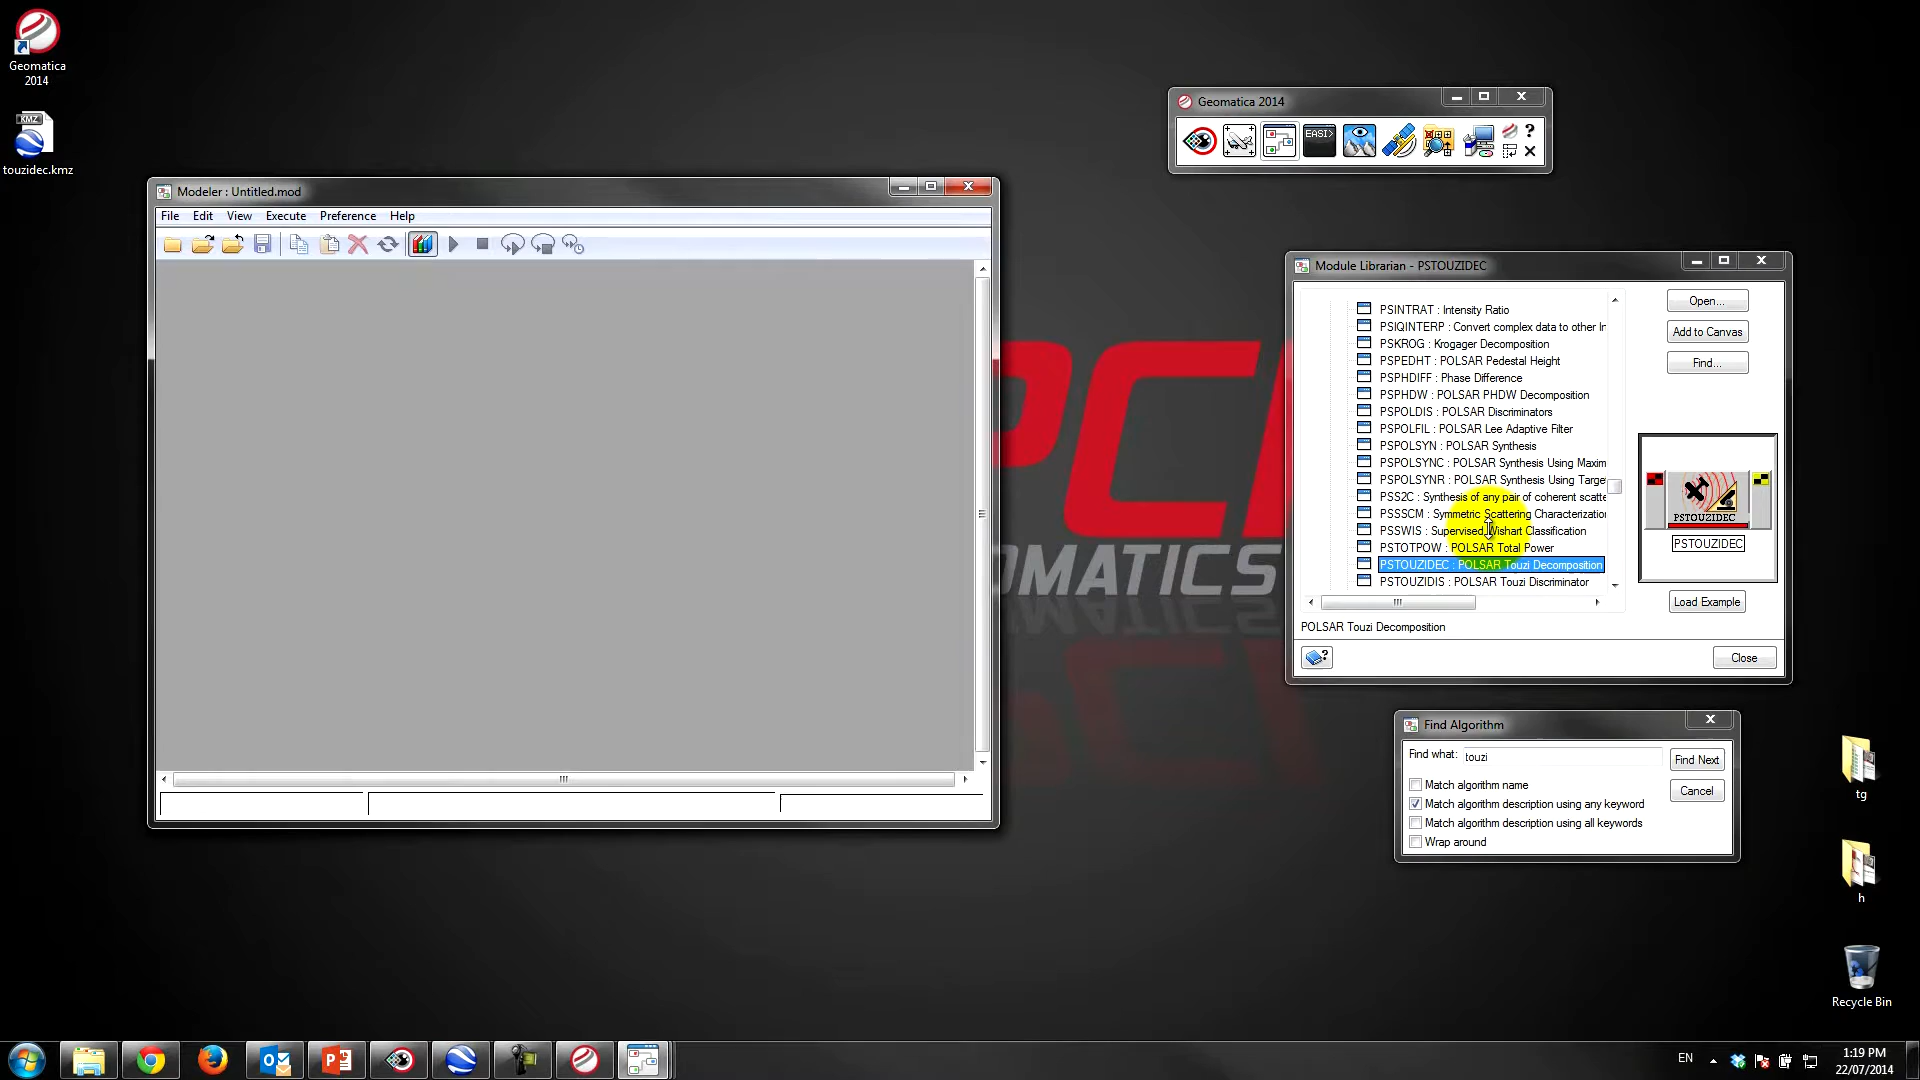 Geomatica
2014
KMZ
touzidec.kmz
Geomatica 2014
EASI>
Modeler : Untitled.mod
File Edit View Execute Preference Help
Module Librarian - PSTOUZIDEC
PSINTRAT : Intensity Ratio
PSIQINTERP : Convert complex data to other In
PSKROG : Krogager Decomposition
PSPEDHT : POLSAR Pedestal Height
PSPHDIFF : Phase Difference
PSPHDW : POLSAR PHDW Decomposition
PSPOLDIS : POLSAR Discriminators
PSPOLFIL : POLSAR Lee Adaptive Filter
PSPOLSYN : POLSAR Synthesis
PSPOLSYNC : POLSAR Synthesis Using Maxim
PSPOLSYNR : POLSAR Synthesis Using Targe
PSS2C : Synthesis of any pair of coherent scatte
PSSSCM : Symmetric Scattering Characterization
PSSWIS : Supervised Wishart Classification
PSTOTPOW : POLSAR Total Power
PSTOUZIDEC : POLSAR Touzi Decomposition
PSTOUZIDIS : POLSAR Touzi Discriminator
POLSAR Touzi Decomposition
Open...
Add to Canvas
Find...
PSTOUZIDEC
PSTOUZIDEC
Load Example
Close
PCI
OMATICS
Find Algorithm
Find what: touzi
Find Next
Match algorithm name
Cancel
Match algorithm description using any keyword
Match algorithm description using all keywords
Wrap around
tg
h
Recycle Bin
EN
1:19 PM
22/07/2014